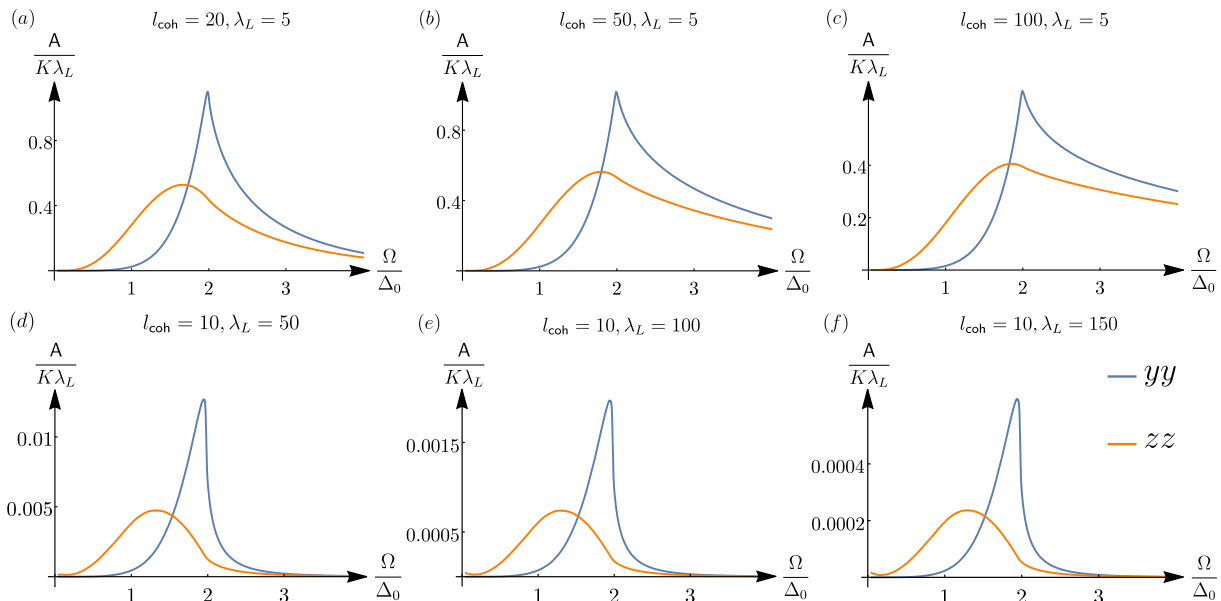 (a) l_coh = 20, λ_L = 5
A
Kλ_L
0.8
0.4
1 2 3
Ω
Δ_0
(b) l_coh = 50, λ_L = 5
A
Kλ_L
0.8
0.4
1 2 3
Ω
Δ_0
(c) l_coh = 100, λ_L = 5
A
Kλ_L
0.4
0.2
1 2 3
Ω
Δ_0
(d) l_coh = 10, λ_L = 50
A
Kλ_L
0.01
0.005
1 2 3
Ω
Δ_0
(e) l_coh = 10, λ_L = 100
A
Kλ_L
0.0015
0.0005
1 2 3
Ω
Δ_0
(f) l_coh = 10, λ_L = 150
A
Kλ_L
0.0004
0.0002
1 2 3
Ω
Δ_0
yy
zz